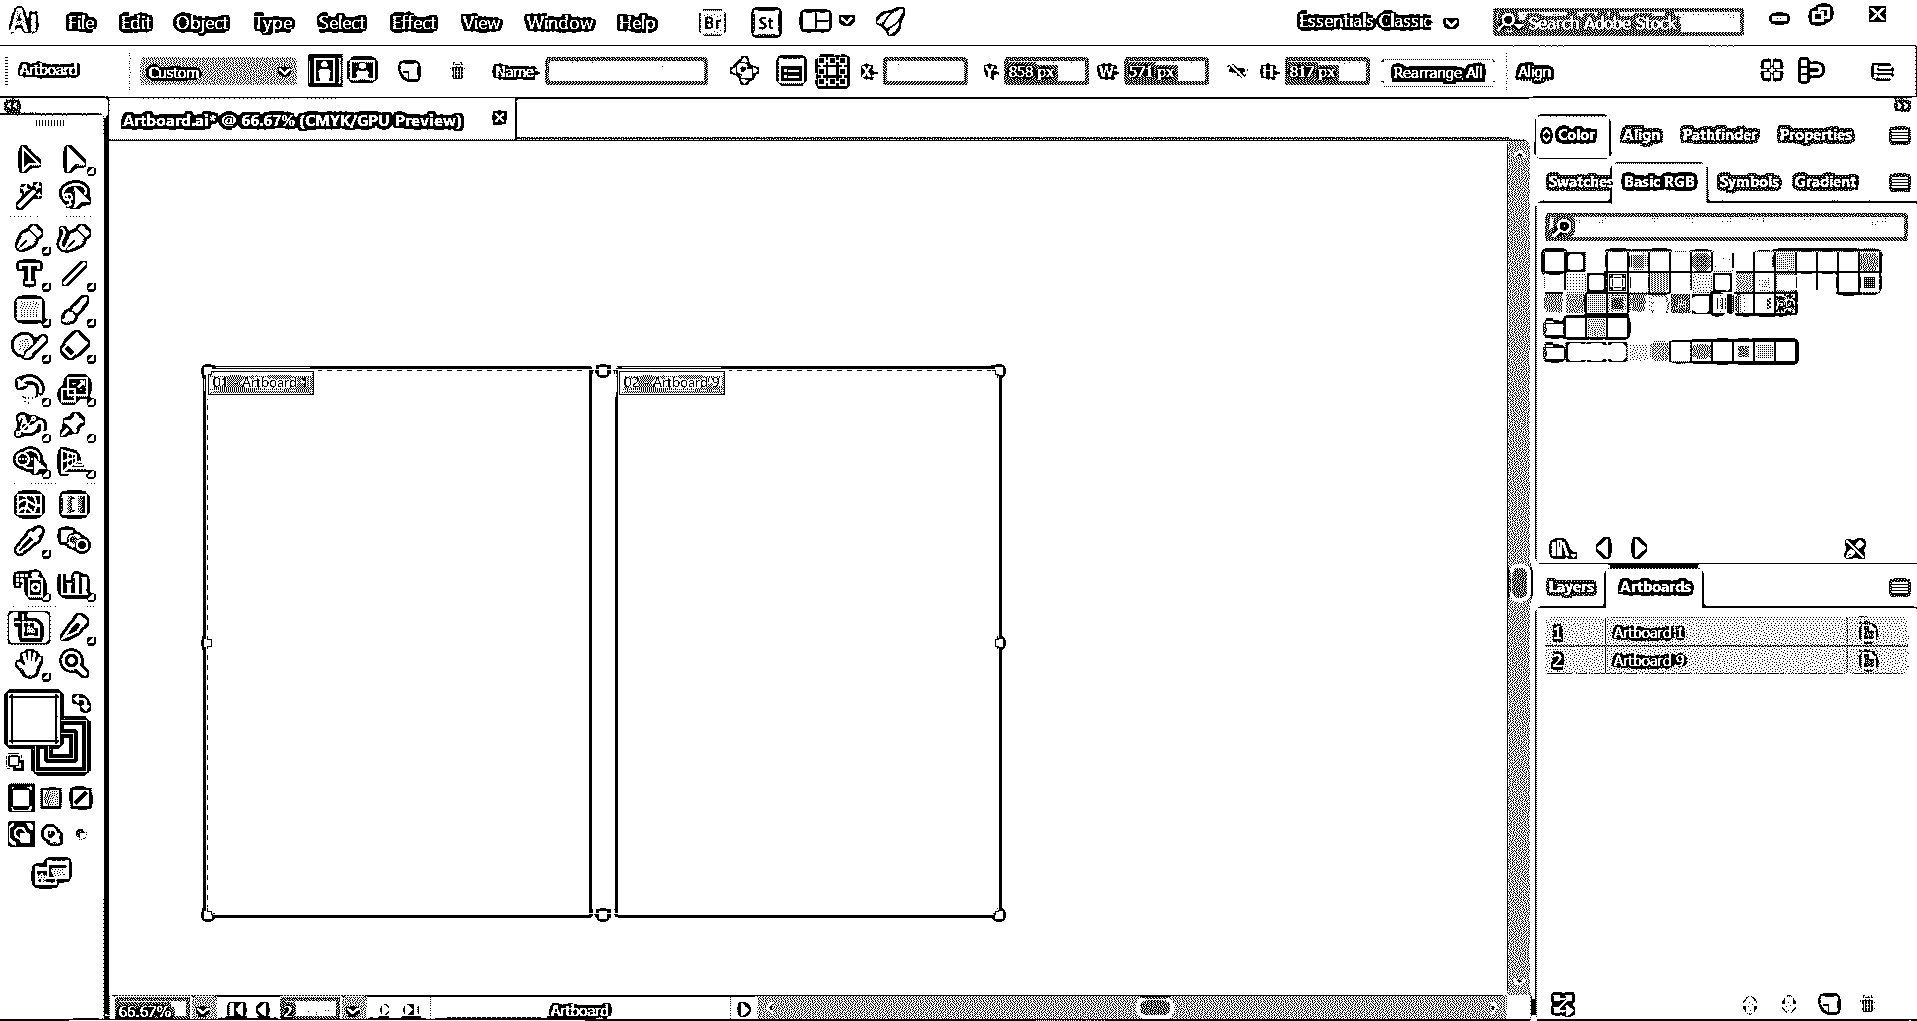 Ai File Edit Object Type Select Effect View Window Help Br St Essentials Classic Search Adobe Stock
Artboard Custom Name: X: Y: 858 px W: 571 px H: 817 px Rearrange All Align
Artboard.ai* @ 66.67% (CMYK/GPU Preview)
Color Align Pathfinder Properties
Swatches Basic RGB Symbols Gradient
01 - Artboard 1 02 - Artboard 9
Layers Artboards
1 Artboard 1
2 Artboard 9
66.67% 2 Artboard